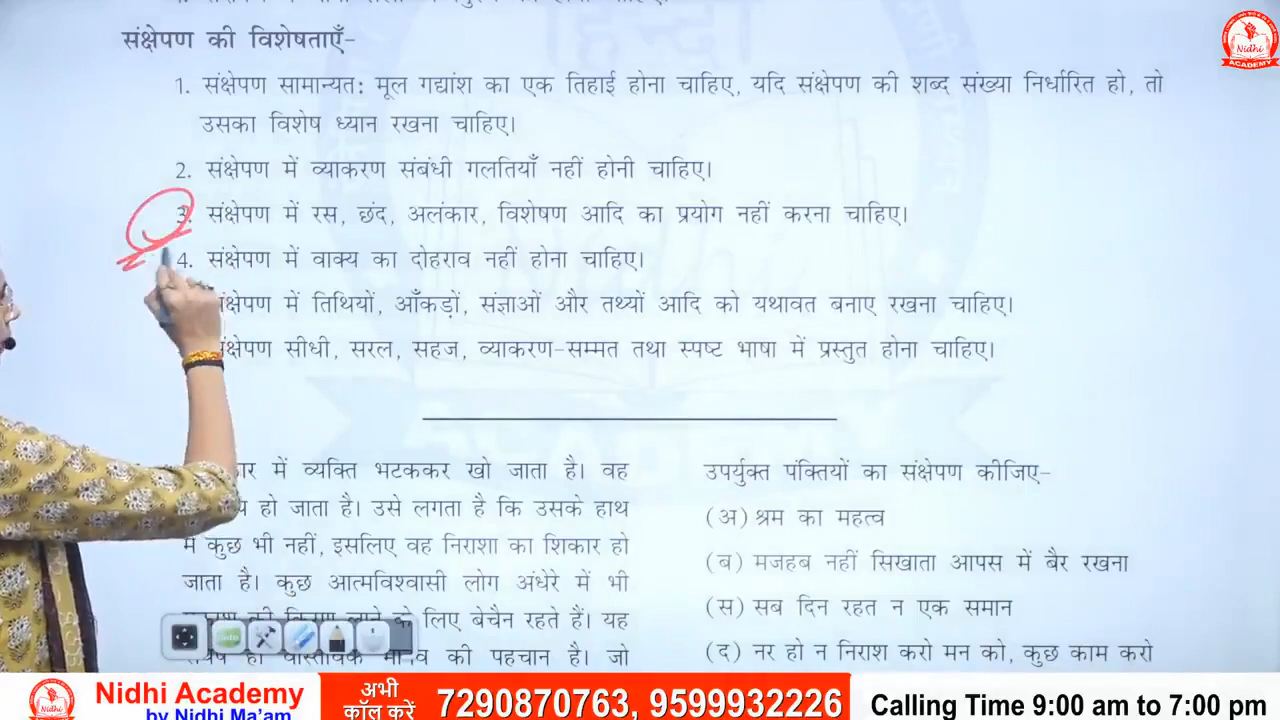 संक्षेपण की विशेषताएँ-
1. संक्षेपण सामान्यत: मूल गद्यांश का एक तिहाई होना चाहिए, यदि संक्षेपण की शब्द संख्या निर्धारित हो, तो
उसका विशेष ध्यान रखना चाहिए।
2. संक्षेपण में व्याकरण संबंधी गलतियाँ नहीं होनी चाहिए।
3. संक्षेपण में रस, छंद, अलंकार, विशेषण आदि का प्रयोग नहीं करना चाहिए।
4. संक्षेपण में वाक्य का दोहराव नहीं होना चाहिए।
में तिथियों, आँकड़ों, संज्ञाओं और तथ्यों आदि को यथावत बनाए रखना चाहिए।
सीधी, सरल, सहज, व्याकरण-सम्मत तथा स्पष्ट भाषा में प्रस्तुत होना चाहिए।
में व्यक्ति भटककर खो जाता है। वह
हो जाता है। उसे लगता है कि उसके हाथ
में कुछ भी नहीं, इसलिए वह निराशा का शिकार हो
जाता है। कुछ आत्मविश्वासी लोग अंधेरे में भी
लिए बेचैन रहते हैं। यह
की पहचान है। जो
उपर्युक्त पंक्तियों का संक्षेपण कीजिए-
(अ) श्रम का महत्व
(ब) मजहब नहीं सिखाता आपस में बैर रखना
(स) सब दिन रहत न एक समान
(द) नर हो न निराश करो मन को, कुछ काम करो
Nidhi
ACADEMY
Nidhi Academy
by Nidhi Ma'am
अभी
कॉल करें
7290870763, 9599932226
Calling Time 9:00 am to 7:00 pm